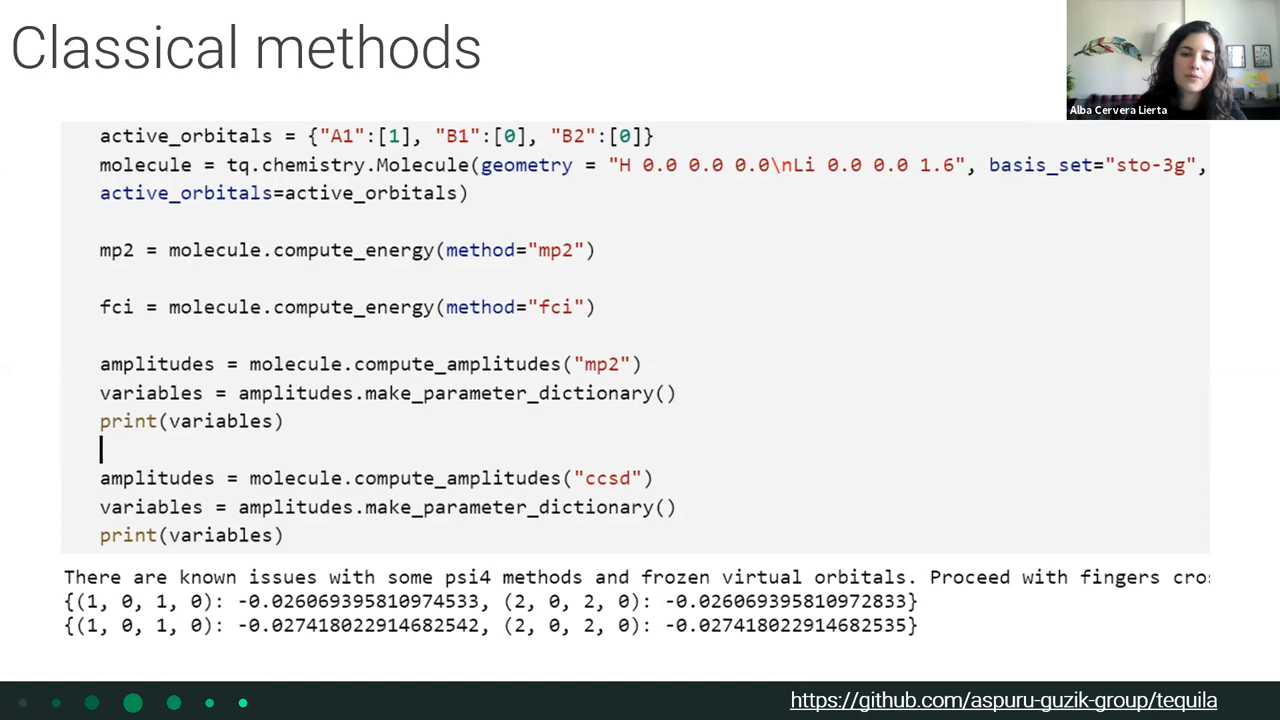 Classical methods
Alba Cervera Lierta
active_orbitals = {"A1":[1], "B1":[0], "B2":[0]}
molecule = tq.chemistry.Molecule(geometry = "H 0.0 0.0 0.0\nLi 0.0 0.0 1.6", basis_set="sto-3g",
active_orbitals=active_orbitals)
mp2 = molecule.compute_energy(method="mp2")
fci = molecule.compute_energy(method="fci")
amplitudes = molecule.compute_amplitudes("mp2")
variables = amplitudes.make_parameter_dictionary()
print(variables)
amplitudes = molecule.compute_amplitudes("ccsd")
variables = amplitudes.make_parameter_dictionary()
print(variables)
There are known issues with some psi4 methods and frozen virtual orbitals. Proceed with fingers cro
{(1, 0, 1, 0): -0.026069395810974533, (2, 0, 2, 0): -0.026069395810972833}
{(1, 0, 1, 0): -0.027418022914682542, (2, 0, 2, 0): -0.027418022914682535}
https://github.com/aspuru-guzik-group/tequila